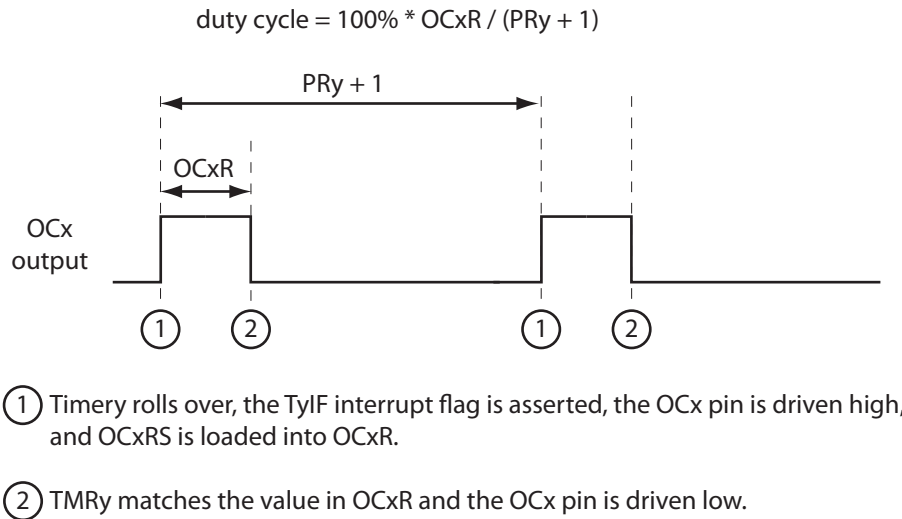 duty cycle = 100% * OCxR / (PRy + 1)
PRy + 1
OCxR
OCx
output
1 2 1 2
1 Timery rolls over, the TyIF interrupt flag is asserted, the OCx pin is driven high,
and OCxRS is loaded into OCxR.
2 TMRy matches the value in OCxR and the OCx pin is driven low.